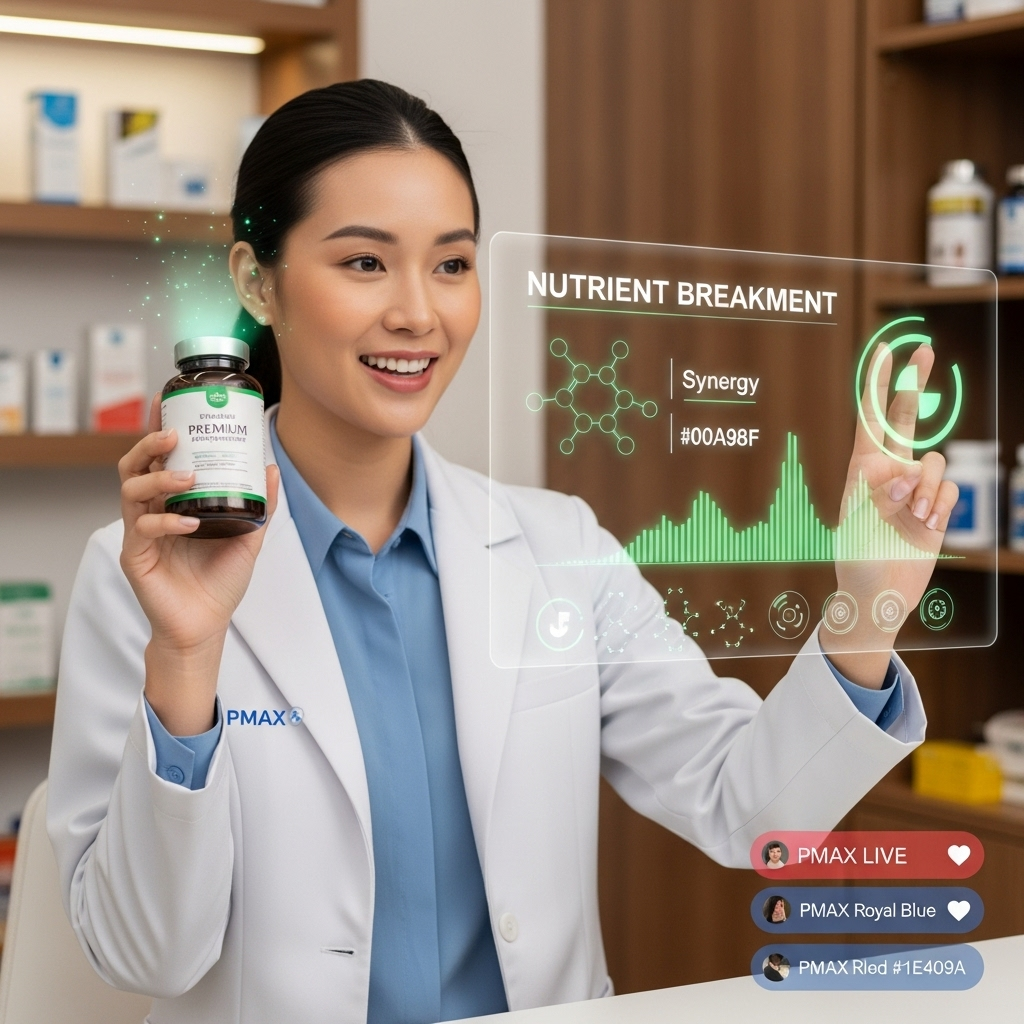 PREMIUM
NUTRIENT BREAKMENT
Synergy
#00A98F
PMAX
PMAX LIVE
PMAX Royal Blue
PMAX Rled #1E409A